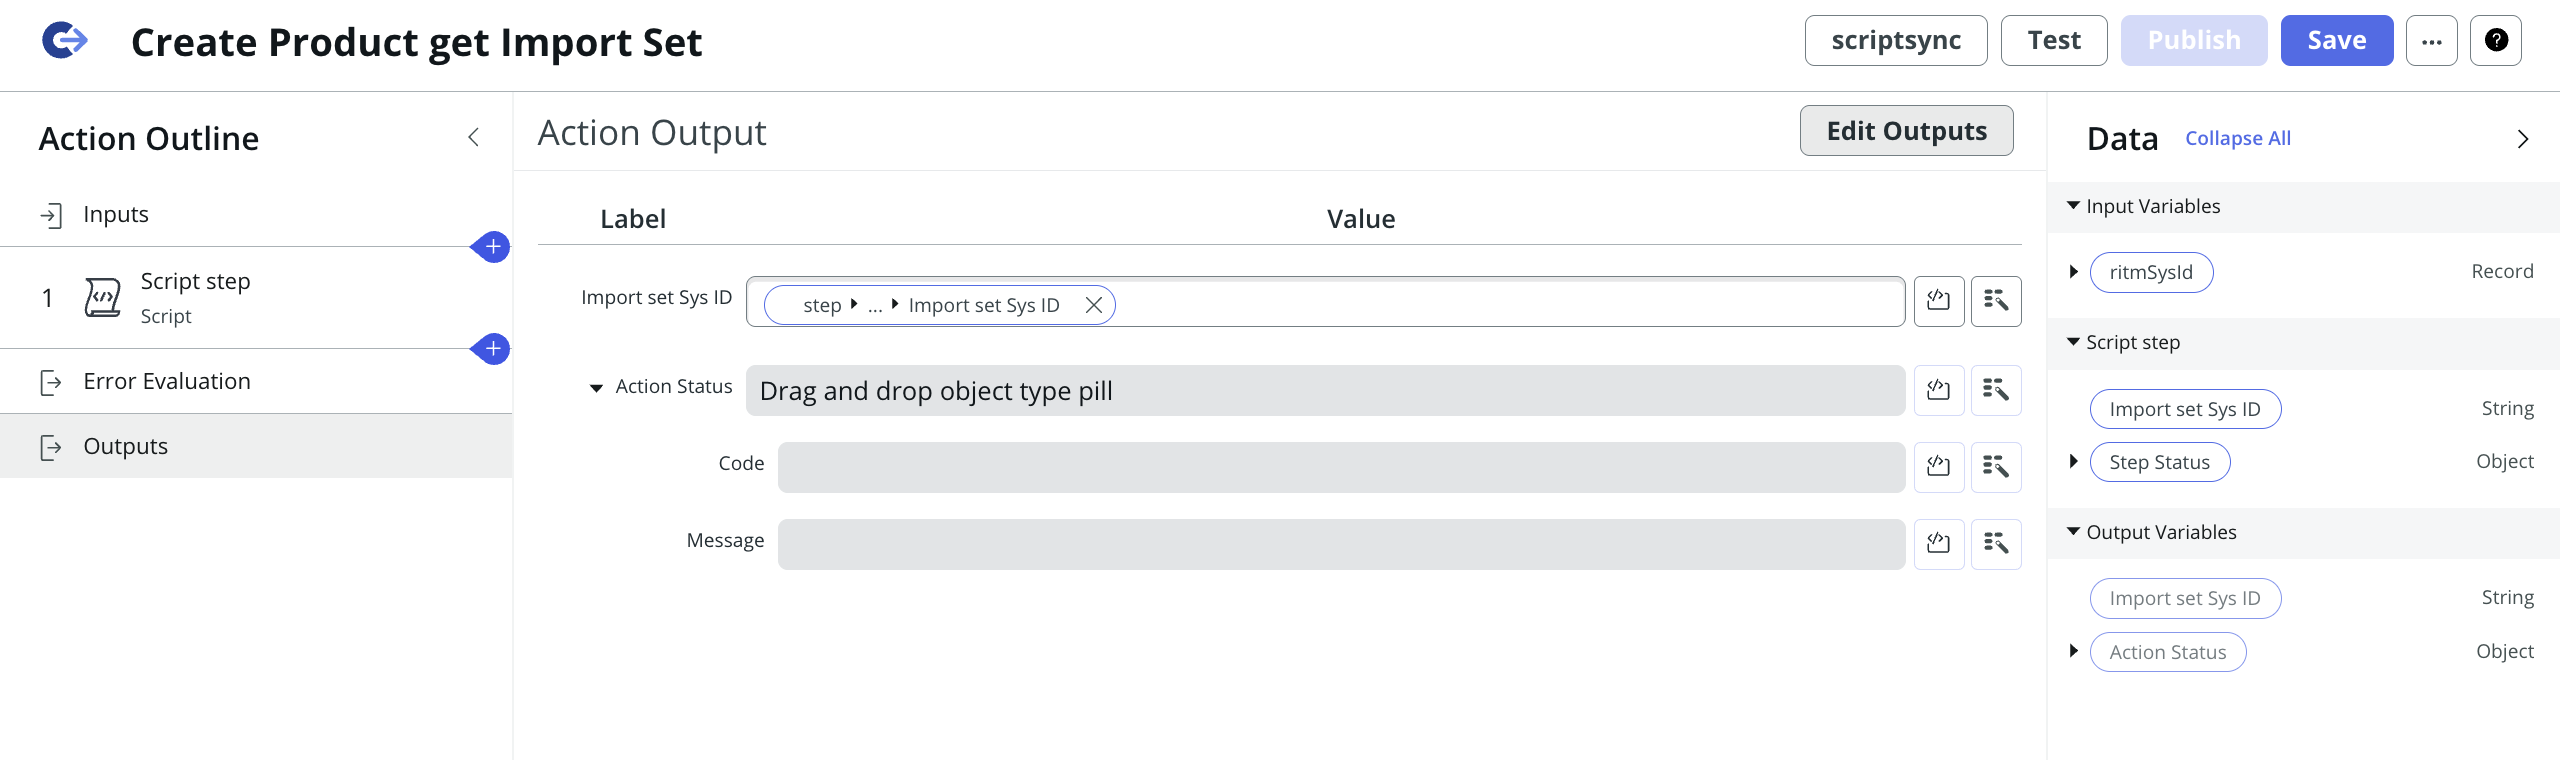 Create Product get Import Set
scriptsync
Test
Publish
Save
...
?
Action Outline
Inputs
1
Script step
Script
Error Evaluation
Outputs
Action Output
Edit Outputs
Label
Value
Import set Sys ID
step ... Import set Sys ID
Action Status
Drag and drop object type pill
Code
Message
Data
Collapse All
Input Variables
ritmSysId
Record
Script step
Import set Sys ID
String
Step Status
Object
Output Variables
Import set Sys ID
String
Action Status
Object